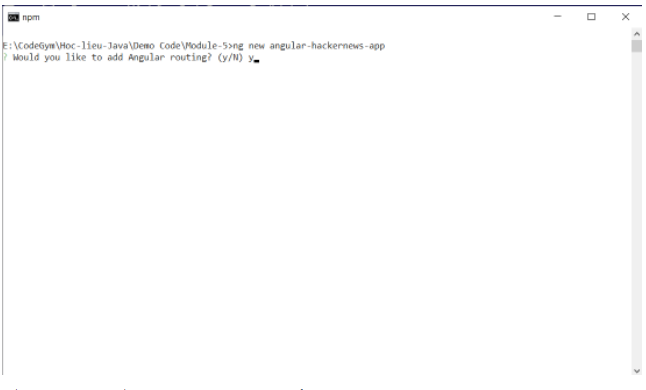 npm
E:\CodeGym\Hoc-lieu-Java\Demo Code\Module-5>ng new angular-hackernews-app
? Would you like to add Angular routing? (y/N) y